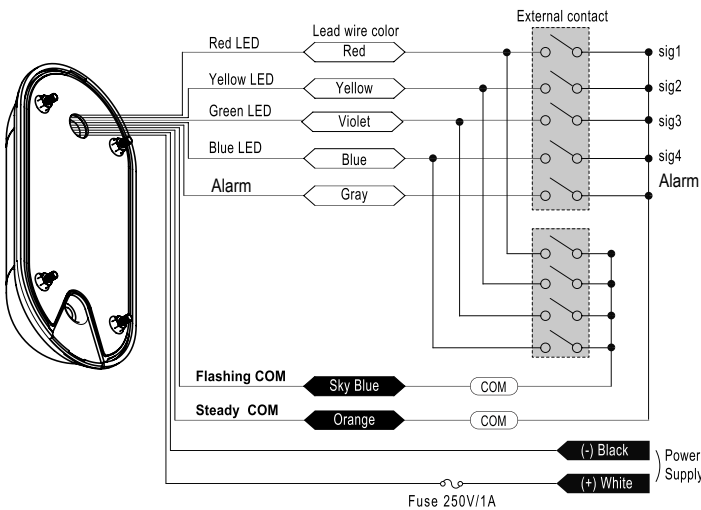 External contact
Lead wire color
Red LED
Red
sig1
Yellow LED
Yellow
sig2
Green LED
Violet
sig3
Blue LED
Blue
sig4
Alarm
Gray
Alarm
Flashing COM
Sky Blue
COM
Steady COM
Orange
COM
(-) Black
(+) White
Power
Supply
Fuse 250V/1A